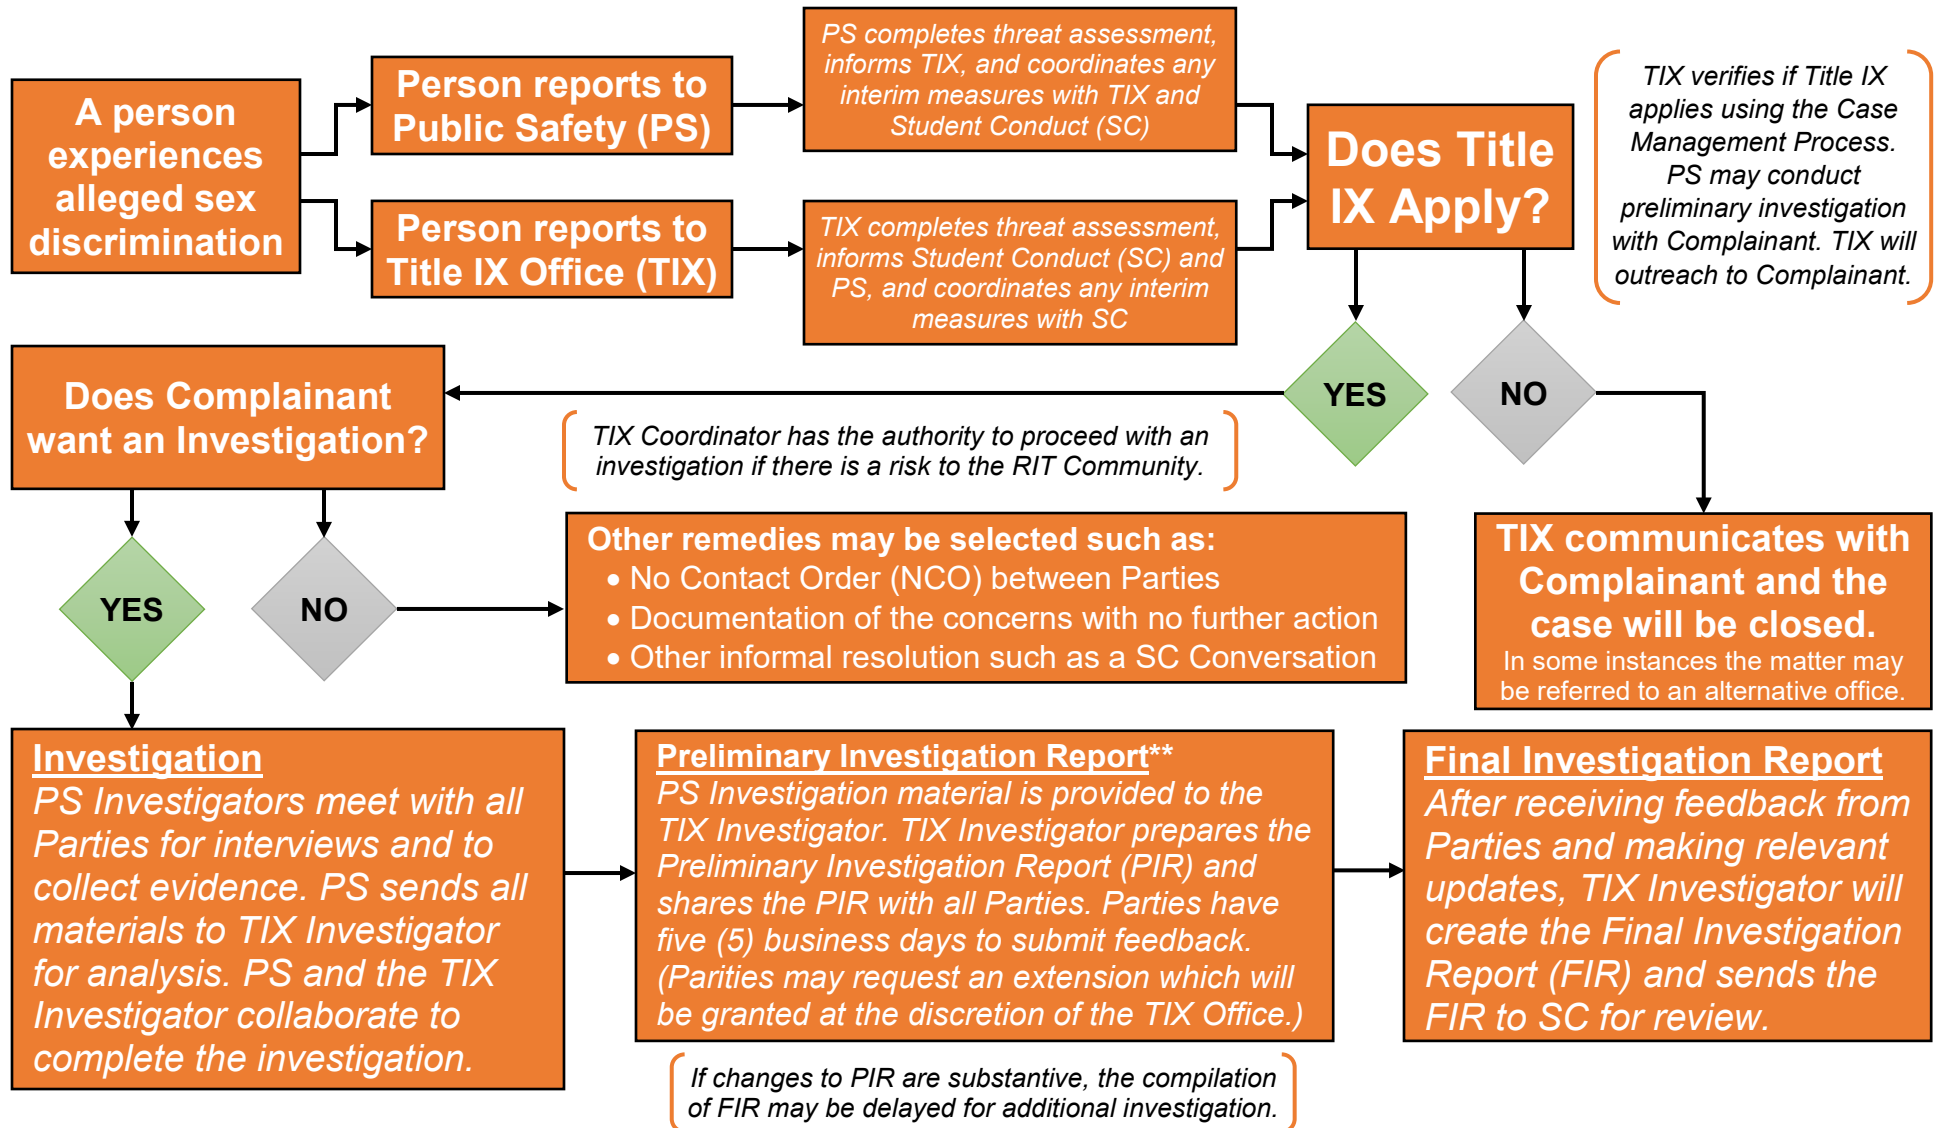 A person
experiences
alleged sex
discrimination
Person reports to
Public Safety (PS)
PS completes threat assessment,
informs TIX, and coordinates any
interim measures with TIX and
Student Conduct (SC)
Person reports to
Title IX Office (TIX)
TIX completes threat assessment,
informs Student Conduct (SC) and
PS, and coordinates any interim
measures with SC
Does Title
IX Apply?
TIX verifies if Title IX
applies using the Case
Management Process.
PS may conduct
preliminary investigation
with Complainant. TIX will
outreach to Complainant.
YES
NO
Does Complainant
want an Investigation?
TIX Coordinator has the authority to proceed with an
investigation if there is a risk to the RIT Community.
TIX communicates with
Complainant and the
case will be closed.
In some instances the matter may
be referred to an alternative office.
YES
NO
Other remedies may be selected such as:
• No Contact Order (NCO) between Parties
• Documentation of the concerns with no further action
• Other informal resolution such as a SC Conversation
Investigation
PS Investigators meet with all
Parties for interviews and to
collect evidence. PS sends all
materials to TIX Investigator
for analysis. PS and the TIX
Investigator collaborate to
complete the investigation.
Preliminary Investigation Report**
PS Investigation material is provided to the
TIX Investigator. TIX Investigator prepares the
Preliminary Investigation Report (PIR) and
shares the PIR with all Parties. Parties have
five (5) business days to submit feedback.
(Parities may request an extension which will
be granted at the discretion of the TIX Office.)
If changes to PIR are substantive, the compilation
of FIR may be delayed for additional investigation.
Final Investigation Report
After receiving feedback from
Parties and making relevant
updates, TIX Investigator will
create the Final Investigation
Report (FIR) and sends the
FIR to SC for review.